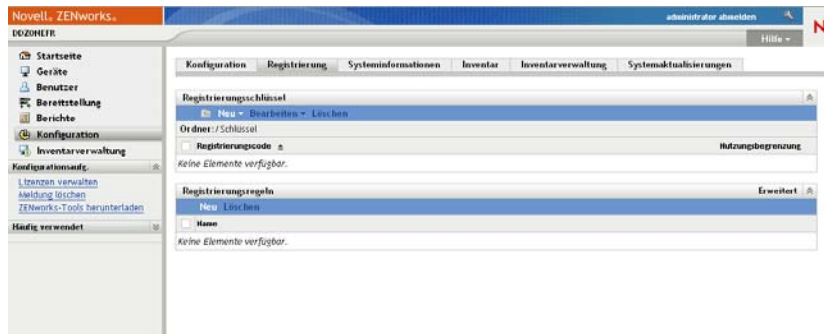 Novell® ZENworks®
administrator abmelden
N
DDZONEFR
Hilfe
Startseite
Geräte
Benutzer
Bereitstellung
Berichte
Konfiguration
Inventarverwaltung
Konfigurationsaufg.
Lizenzen verwalten
Meldung löschen
ZENworks-Tools herunterladen
Häufig verwendet
Konfiguration Registrierung Systeminformationen Inventar Inventarverwaltung Systemaktualisierungen
Registrierungsschlüssel
Neu Bearbeiten Löschen
Ordner: / Schlüssel
Registrierungscode Nutzungsbegrenzung
Keine Elemente verfügbar.
Registrierungsregeln Erweitert
Neu Löschen
Name
Keine Elemente verfügbar.